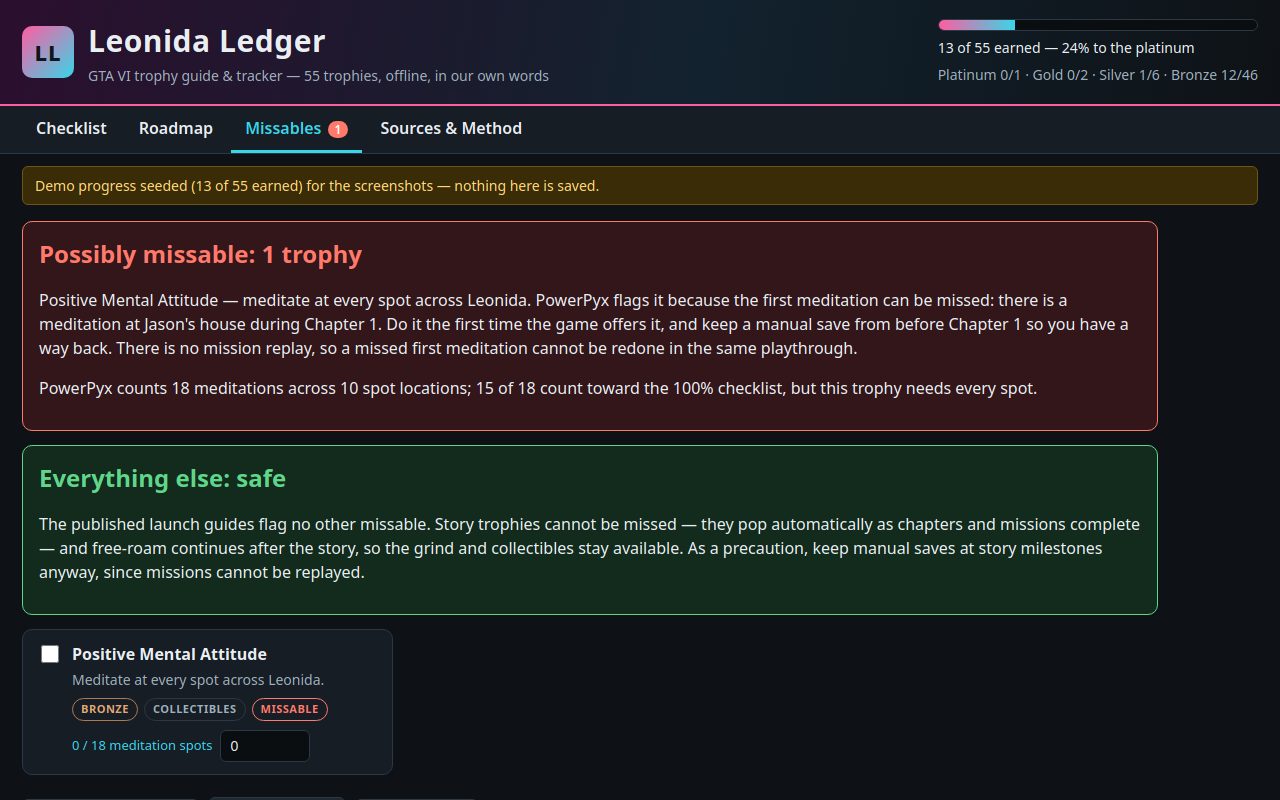 LL
Leonida Ledger
GTA VI trophy guide & tracker — 55 trophies, offline, in our own words
13 of 55 earned — 24% to the platinum
Platinum 0/1 · Gold 0/2 · Silver 1/6 · Bronze 12/46
Checklist Roadmap Missables 1 Sources & Method
Demo progress seeded (13 of 55 earned) for the screenshots — nothing here is saved.
Possibly missable: 1 trophy
Positive Mental Attitude — meditate at every spot across Leonida. PowerPyx flags it because the first meditation can be missed: there is a
meditation at Jason's house during Chapter 1. Do it the first time the game offers it, and keep a manual save from before Chapter 1 so you have a
way back. There is no mission replay, so a missed first meditation cannot be redone in the same playthrough.
PowerPyx counts 18 meditations across 10 spot locations; 15 of 18 count toward the 100% checklist, but this trophy needs every spot.
Everything else: safe
The published launch guides flag no other missable. Story trophies cannot be missed — they pop automatically as chapters and missions complete
— and free-roam continues after the story, so the grind and collectibles stay available. As a precaution, keep manual saves at story milestones
anyway, since missions cannot be replayed.
Positive Mental Attitude
Meditate at every spot across Leonida.
BRONZE COLLECTIBLES MISSABLE
0 / 18 meditation spots 0